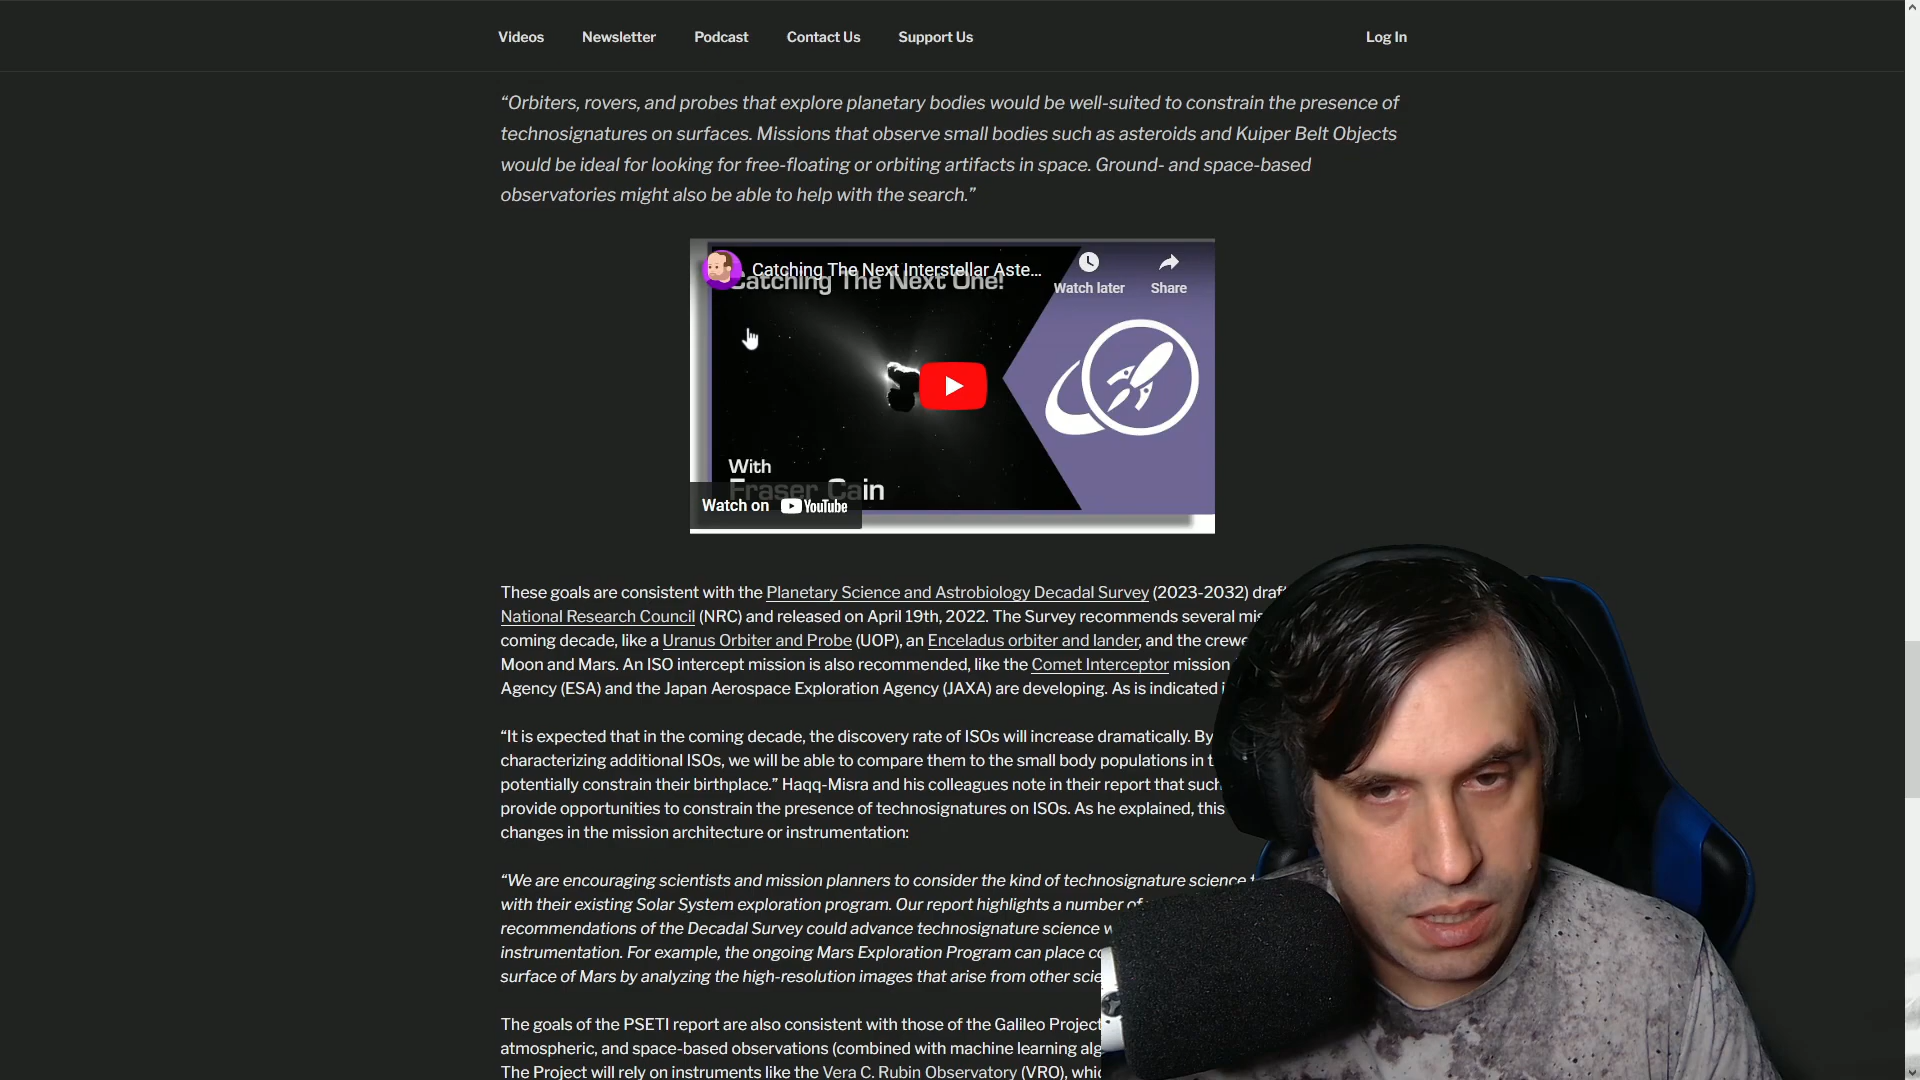 Videos
Newsletter
Podcast
Contact Us
Support Us
Log In
“Orbiters, rovers, and probes that explore planetary bodies would be well-suited to constrain the presence of
technosignatures on surfaces. Missions that observe small bodies such as asteroids and Kuiper Belt Objects
would be ideal for looking for free-floating or orbiting artifacts in space. Ground- and space-based
observatories might also be able to help with the search.”
Catching The Next Interstellar Aste...
Catching The Next One!
Watch later
Share
With
Fraser Cain
Watch on YouTube
These goals are consistent with the Planetary Science and Astrobiology Decadal Survey (2023-2032)
National Research Council (NRC) and released on April 19th, 2022. The Survey recommends several
coming decade, like a Uranus Orbiter and Probe (UOP), an Enceladus orbiter and lander, and the
Moon and Mars. An ISO intercept mission is also recommended, like the Comet Interceptor mission
Agency (ESA) and the Japan Aerospace Exploration Agency (JAXA) are developing. As is indicated
“It is expected that in the coming decade, the discovery rate of ISOs will increase dramatically. By
characterizing additional ISOs, we will be able to compare them to the small body populations in
potentially constrain their birthplace.” Haqq-Misra and his colleagues note in their report that such
provide opportunities to constrain the presence of technosignatures on ISOs. As he explained, this
changes in the mission architecture or instrumentation:
“We are encouraging scientists and mission planners to consider the kind of technosignature science
with their existing Solar System exploration program. Our report highlights a number of
recommendations of the Decadal Survey could advance technosignature science
instrumentation. For example, the ongoing Mars Exploration Program can place
surface of Mars by analyzing the high-resolution images that arise from other
The goals of the PSETI report are also consistent with those of the Galileo Project
atmospheric, and space-based observations (combined with machine learning
The Project will rely on instruments like the Vera C. Rubin Observatory (VRO),